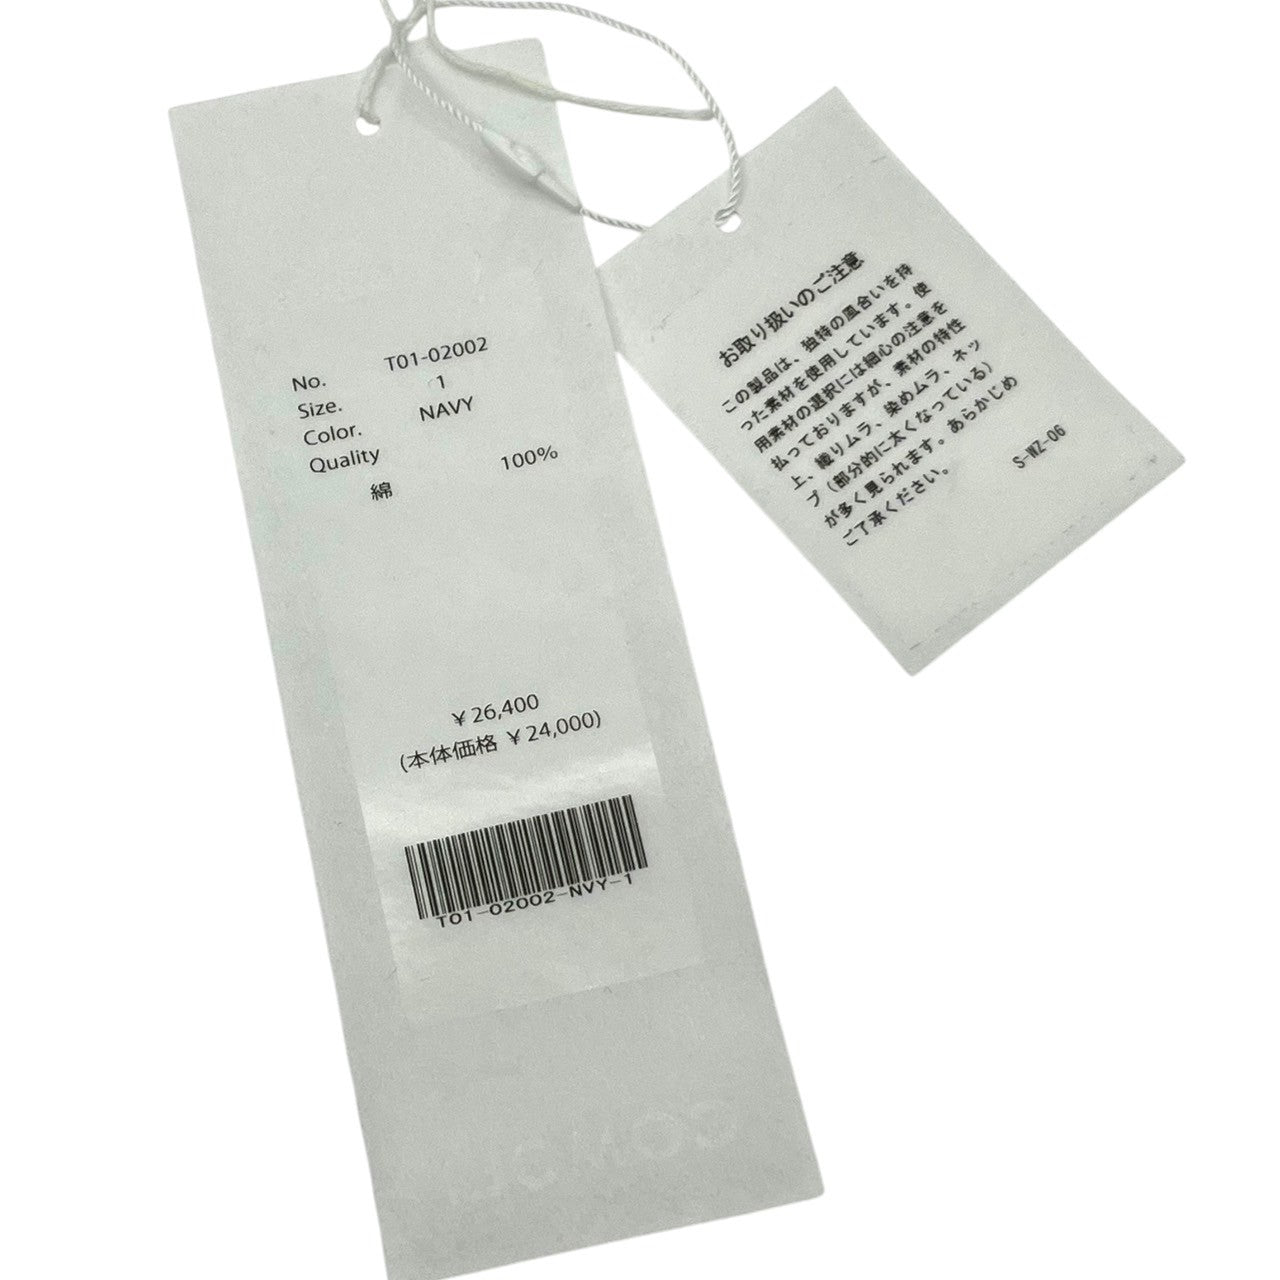 No. T01-02002
Size. 1
Color. NAVY
Quality
綿 100%
¥ 26,400
(本体価格 ¥ 24,000)
T01-02002-NVY-1
お取り扱いのご注意
この製品は、独特の風合いを持
った素材を使用しています。使
用素材の選択には細心の注意を
払っておりますが、素材の特性
上、織りムラ、染めムラ、ネッ
プ（部分的に太くなっている）
が多く見られます。あらかじめ
ご了承ください。
S-WZ-06